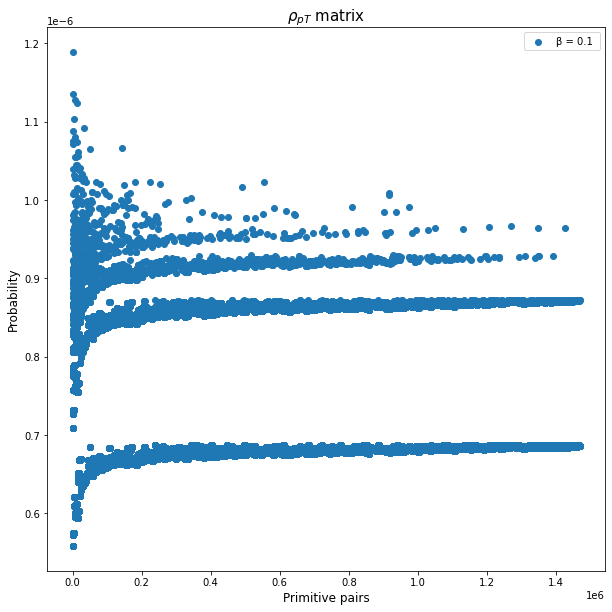 ρ_pT matrix
1e−6
β = 0.1
1.2
1.1
1.0
0.9
0.8
0.7
0.6
Probability
0.0 0.2 0.4 0.6 0.8 1.0 1.2 1.4
1e6
Primitive pairs